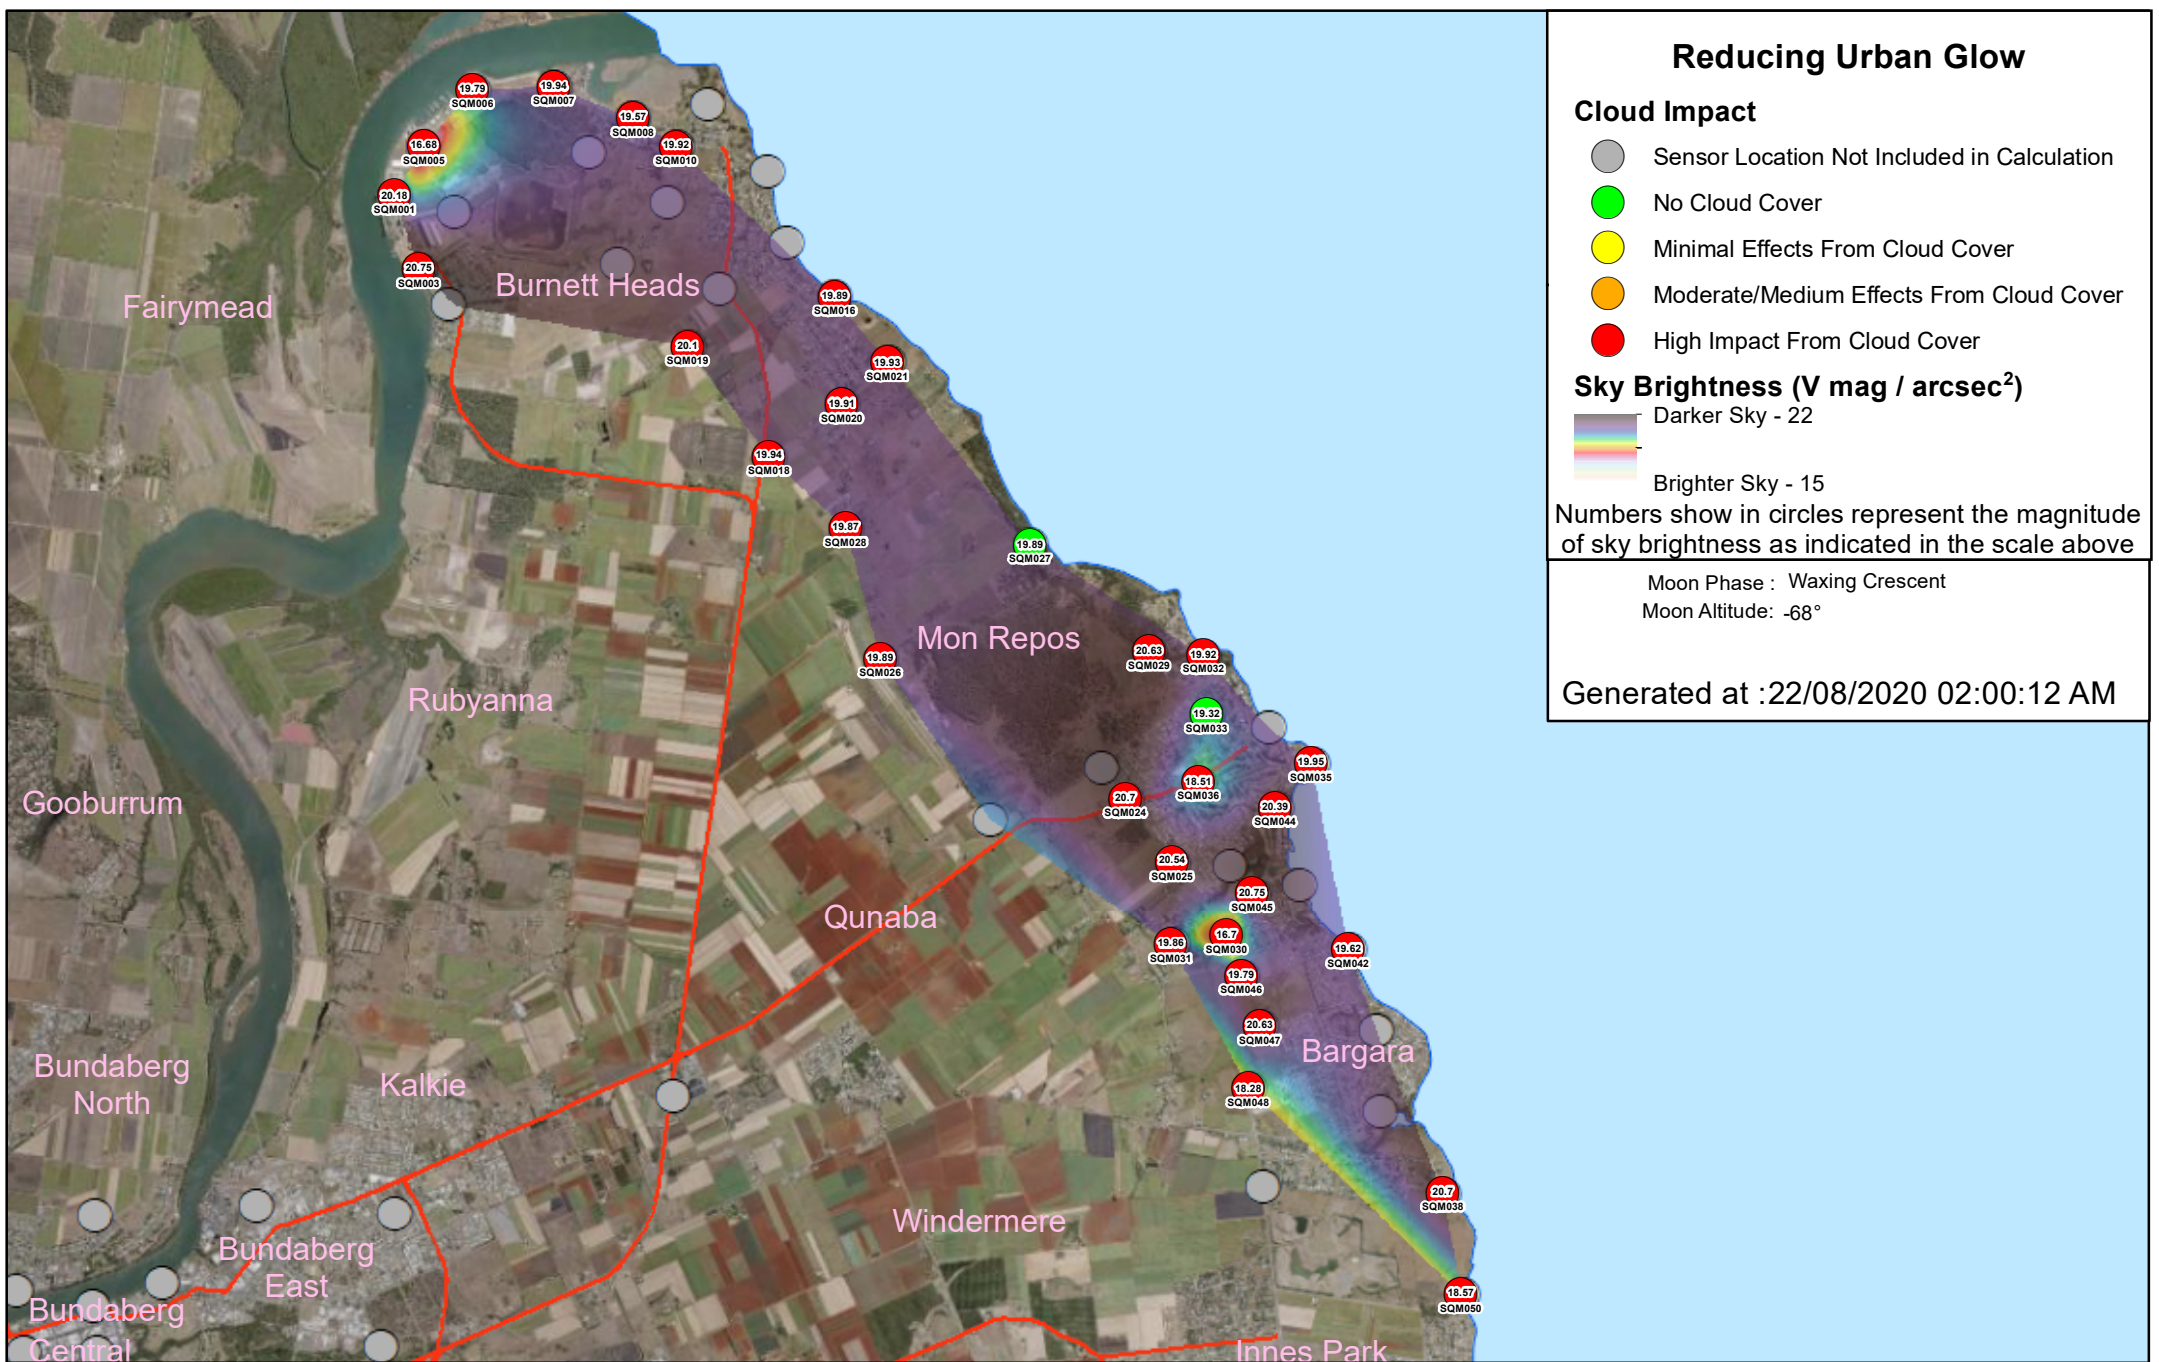 Reducing Urban Glow
Cloud Impact
Sensor Location Not Included in Calculation
No Cloud Cover
Minimal Effects From Cloud Cover
Moderate/Medium Effects From Cloud Cover
High Impact From Cloud Cover
Sky Brightness (V mag / arcsec²)
Darker Sky - 22
Brighter Sky - 15
Numbers show in circles represent the magnitude
of sky brightness as indicated in the scale above
Moon Phase : Waxing Crescent
Moon Altitude: -68°
Generated at :22/08/2020 02:00:12 AM
19.79
SQM006
19.94
SQM007
19.57
SQM008
19.92
SQM010
16.68
SQM005
20.18
SQM001
20.75
SQM003
Burnett Heads
Fairymead
19.89
SQM016
20.1
SQM019
19.93
SQM021
19.91
SQM020
19.94
SQM018
19.87
SQM028
19.89
SQM027
Mon Repos
19.89
SQM026
20.63
SQM029
19.92
SQM032
Rubyanna
19.32
SQM033
19.95
SQM035
18.51
SQM036
20.7
SQM024
20.39
SQM044
Gooburrum
20.54
SQM025
20.75
SQM045
Qunaba
16.7
SQM030
19.86
SQM031
19.62
SQM042
19.79
SQM046
20.63
SQM047
Bargara
Bundaberg
North
Kalkie
18.28
SQM048
20.7
SQM038
Windermere
Bundaberg
East
18.57
SQM050
Bundaberg
Central
Innes Park